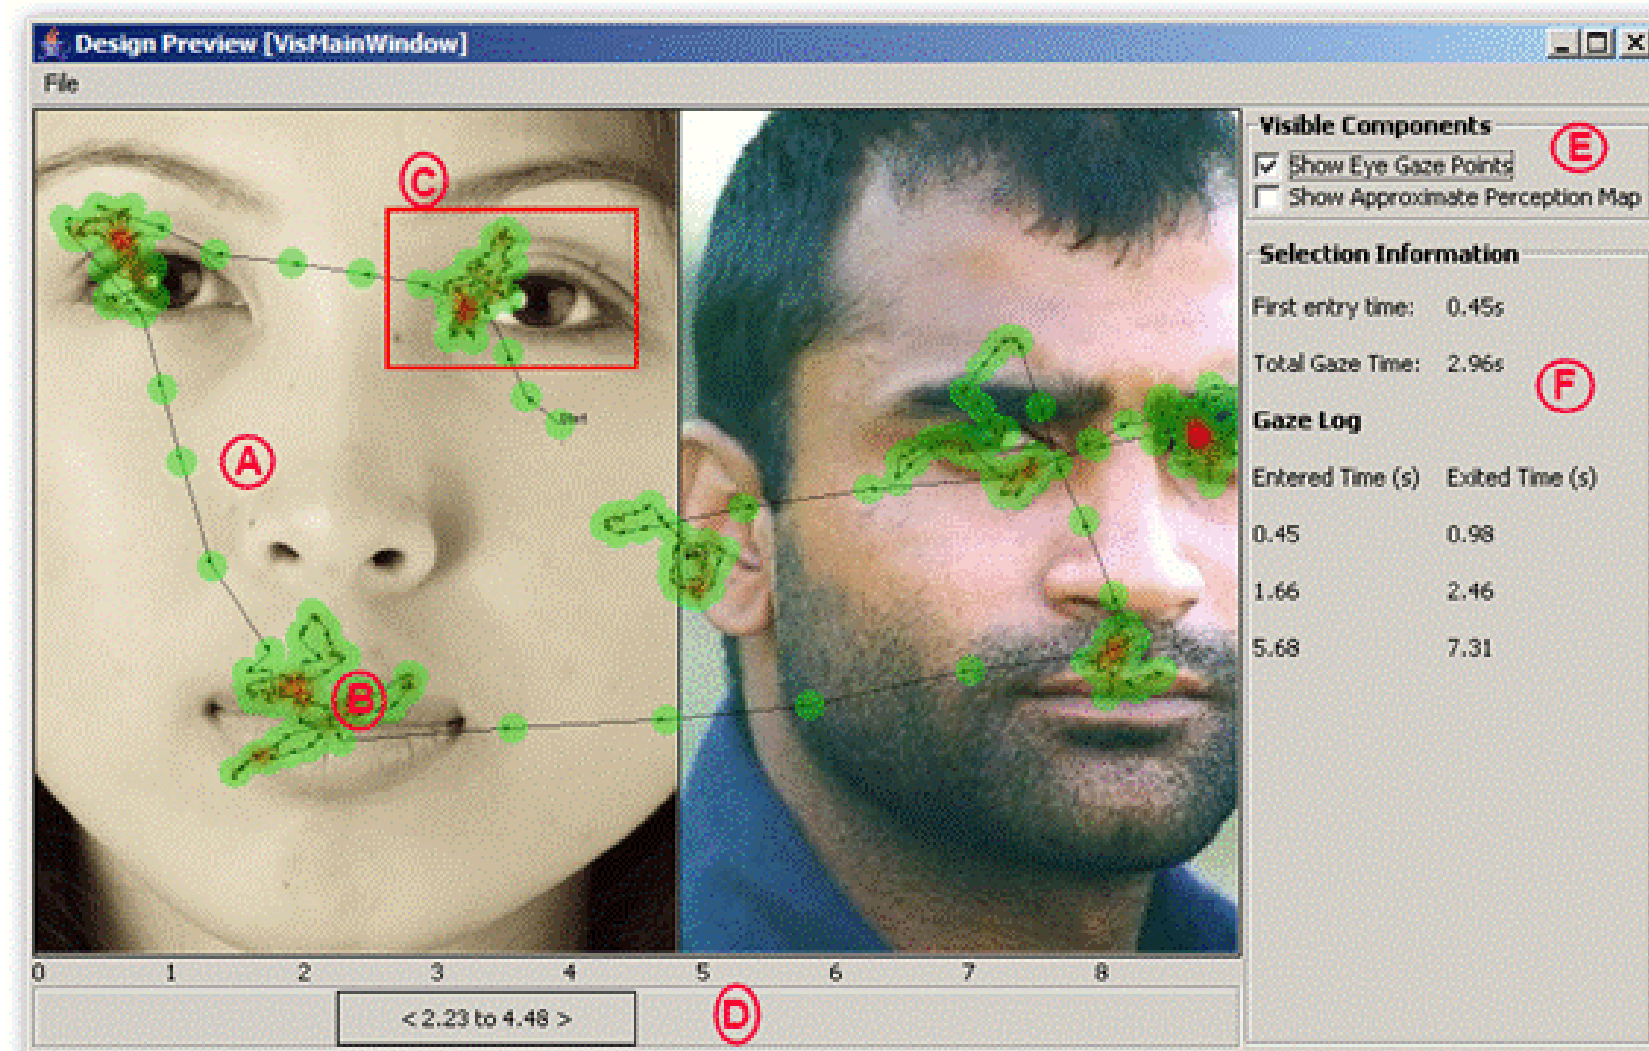 Design Preview [VisMainWindow]
File
C
A
B
Start
Visible Components
E
Show Eye Gaze Points
Show Approximate Perception Map
Selection Information
First entry time: 0.45s
Total Gaze Time: 2.96s
F
Gaze Log
Entered Time (s) Exited Time (s)
0.45 0.98
1.66 2.46
5.68 7.31
0 1 2 3 4 5 6 7 8
< 2.23 to 4.48 >
D